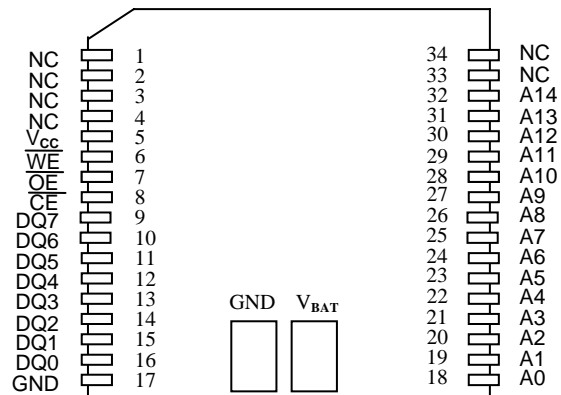 NC 1 34 NC
NC 2 33 NC
NC 3 32 A14
NC 4 31 A13
Vcc 5 30 A12
WE 6 29 A11
OE 7 28 A10
CE 8 27 A9
DQ7 9 26 A8
DQ6 10 25 A7
DQ5 11 24 A6
DQ4 12 23 A5
DQ3 13 22 A4
DQ2 14 21 A3
DQ1 15 20 A2
DQ0 16 19 A1
GND 17 18 A0
GND VBAT